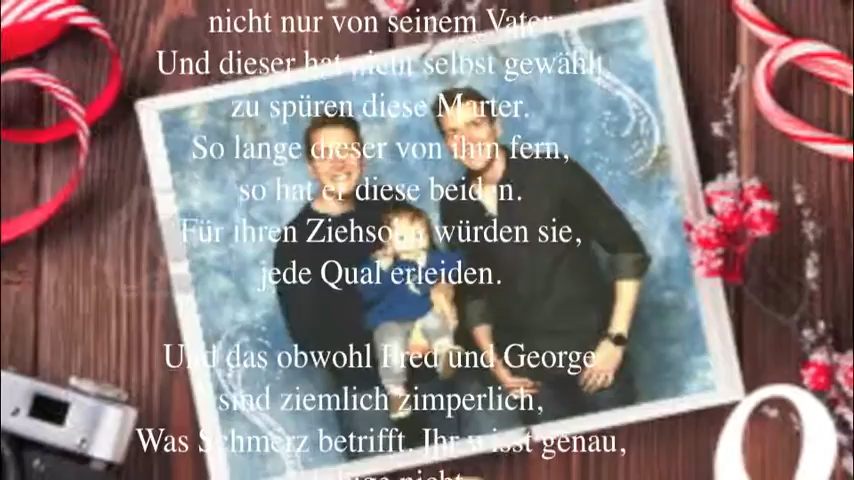 nicht nur von seinem Vater
Und dieser hat nicht selbst gewählt
zu spüren diese Marter.
So lange dieser von ihm fern,
so hat er diese beiden.
Für ihren Ziehsohn würden sie,
jede Qual erleiden.
Und das obwohl Fred und George
sind ziemlich zimperlich,
Was Schmerz betrifft. Ihr wisst genau,
lüge nicht